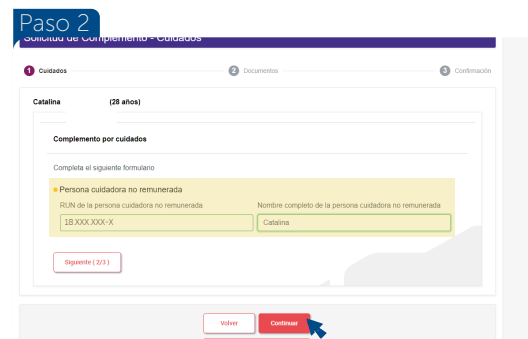 Paso 2
Solicitud de Complemento - Cuidados
1 Cuidados 2 Documentos 3 Confirmación
Catalina (28 años)
Complemento por cuidados
Completa el siguiente formulario
Persona cuidadora no remunerada
RUN de la persona cuidadora no remunerada Nombre completo de la persona cuidadora no remunerada
18.XXX.XXX-X Catalina
Siguiente ( 2/3 )
Volver Continuar